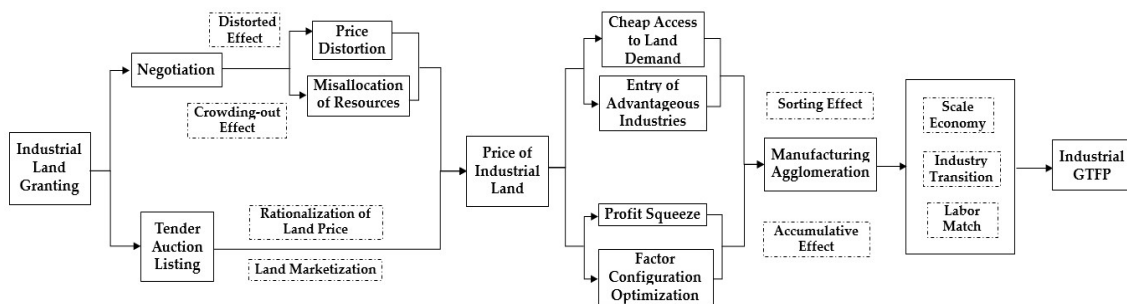 Industrial
Land
Granting
Negotiation
Distorted
Effect
Crowding-out
Effect
Price
Distortion
Misallocation
of Resources
Tender
Auction
Listing
Rationalization of
Land Price
Land Marketization
Price of
Industrial
Land
Cheap Access
to Land
Demand
Entry of
Advantageous
Industries
Profit Squeeze
Factor
Configuration
Optimization
Sorting Effect
Manufacturing
Agglomeration
Accumulative
Effect
Scale
Economy
Industry
Transition
Labor
Match
Industrial
GTFP